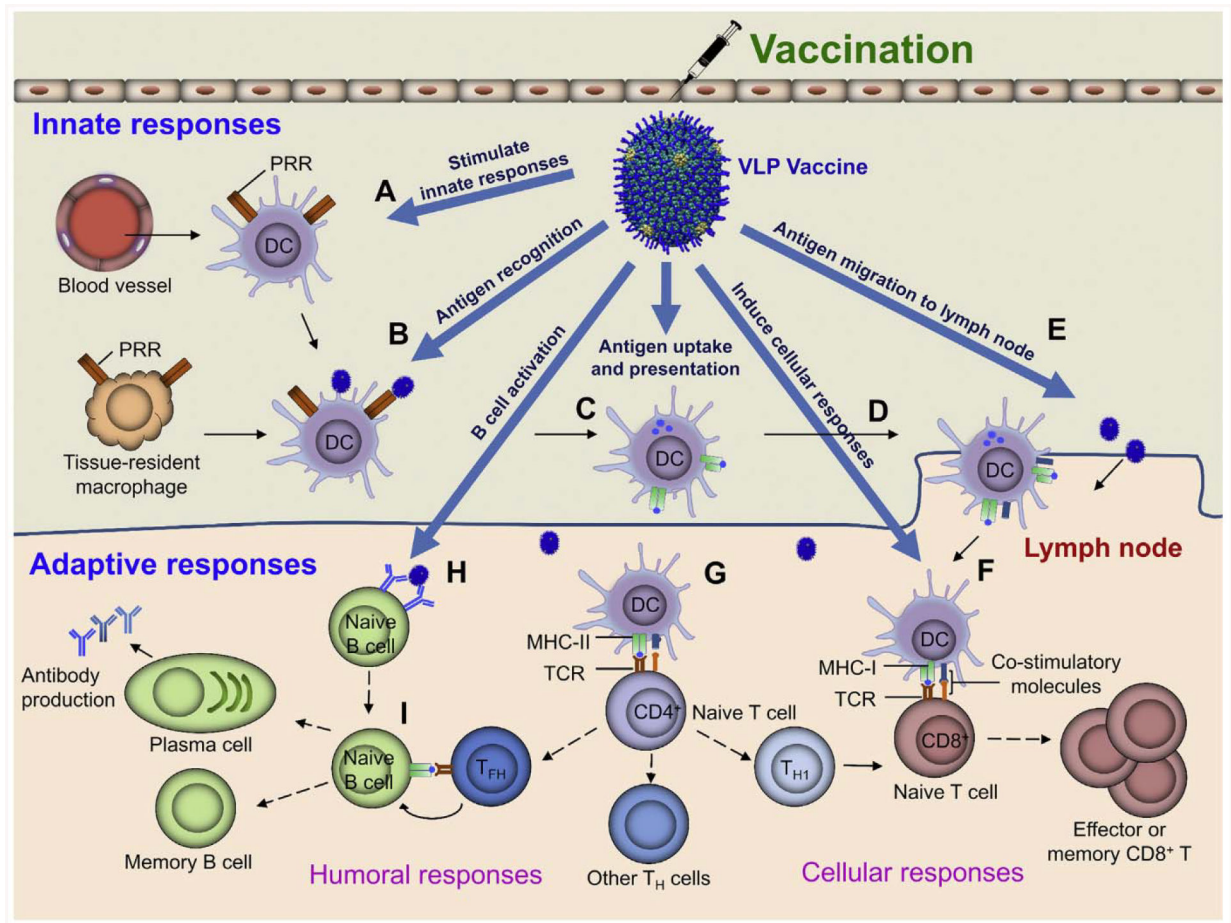 Vaccination
Innate responses
PRR
A
Stimulate
innate responses
VLP Vaccine
DC
Blood vessel
Antigen recognition
B
Antigen migration to lymph node
E
PRR
Antigen uptake
and presentation
B cell activation
Induce cellular responses
C
D
DC
DC
DC
Tissue-resident
macrophage
Adaptive responses
Lymph node
H
G
F
Naive
B cell
DC
DC
MHC-II
TCR
MHC-I
TCR
Co-stimulatory
molecules
Antibody
production
Plasma cell
I
CD4⁺
Naive T cell
CD8⁺
Naive
B cell
T_FH
T_H1
Naive T cell
Memory B cell
Other T_H cells
Effector or
memory CD8⁺ T
Humoral responses
Cellular responses